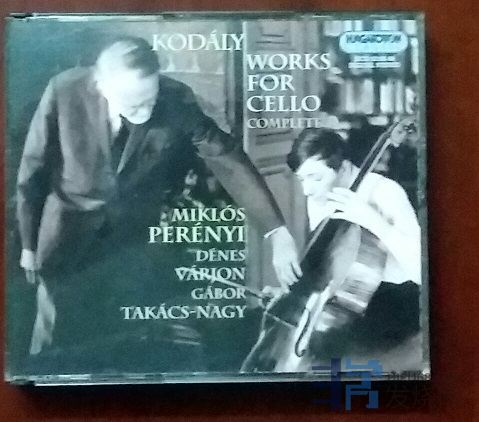 KODÁLY
HUNGAROTON
WORKS
FOR
CELLO
COMPLETE
MIKLÓS
PERÉNYI
DÉNES
VÁRJON
GÁBOR
TAKÁCS-NAGY